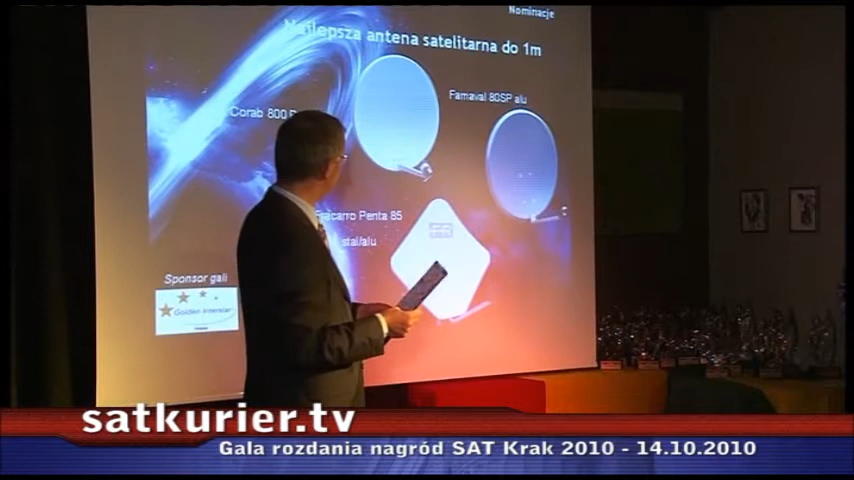 Nominacje
Najlepsza antena satelitarna do 1m
Famaval 80SP alu
Corab 800
Fracarro Penta 85
stal/alu
Sponsor gali
Golden Interstar
satkurier.tv
Gala rozdania nagród SAT Krak 2010 - 14.10.2010